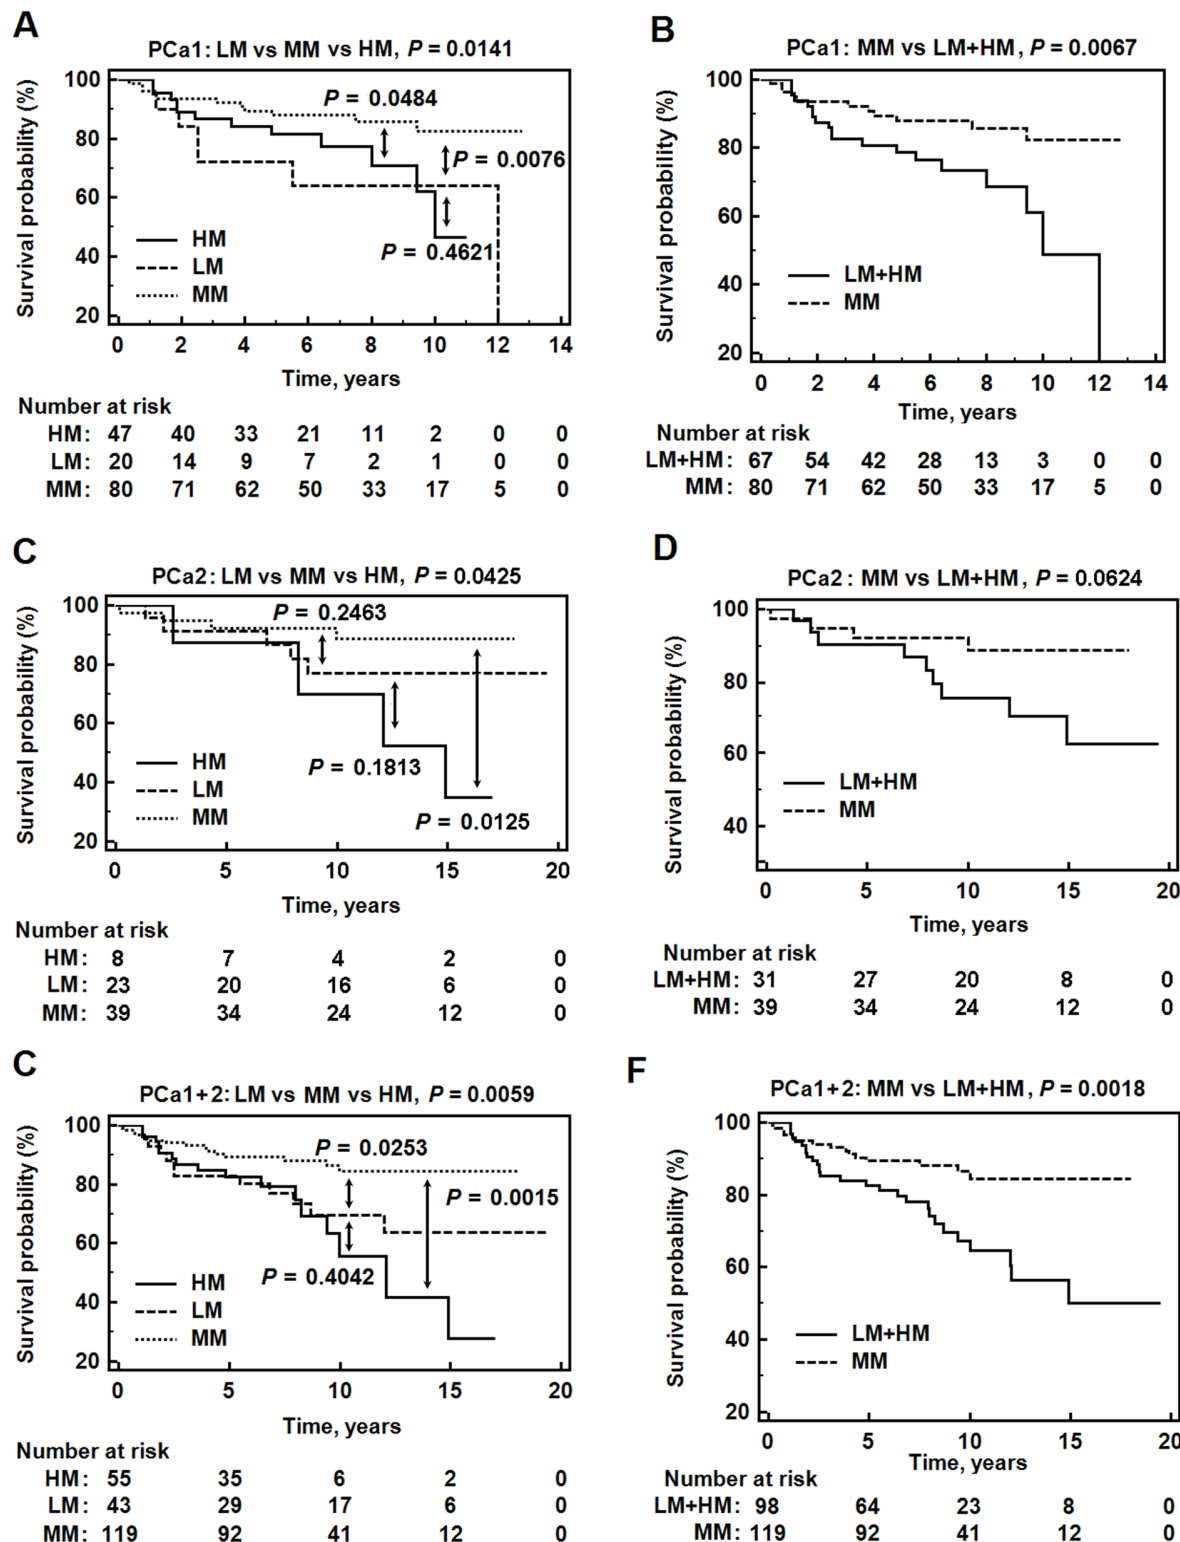 A
PCa1: LM vs MM vs HM, P = 0.0141
100
80
60
40
20
Survival probability (%)
P = 0.0484
P = 0.0076
P = 0.4621
HM
LM
MM
0 2 4 6 8 10 12 14
Time, years
Number at risk
HM: 47 40 33 21 11 2 0 0
LM: 20 14 9 7 2 1 0 0
MM: 80 71 62 50 33 17 5 0
B
PCa1: MM vs LM+HM, P = 0.0067
100
80
60
40
20
Survival probability (%)
LM+HM
MM
0 2 4 6 8 10 12 14
Time, years
Number at risk
LM+HM: 67 54 42 28 13 3 0 0
MM: 80 71 62 50 33 17 5 0
C
PCa2: LM vs MM vs HM, P = 0.0425
100
80
60
40
20
Survival probability (%)
P = 0.2463
P = 0.1813
P = 0.0125
HM
LM
MM
0 5 10 15 20
Time, years
Number at risk
HM: 8 7 4 2 0
LM: 23 20 16 6 0
MM: 39 34 24 12 0
D
PCa2: MM vs LM+HM, P = 0.0624
100
80
60
40
Survival probability (%)
LM+HM
MM
0 5 10 15 20
Time, years
Number at risk
LM+HM: 31 27 20 8 0
MM: 39 34 24 12 0
C
PCa1+2: LM vs MM vs HM, P = 0.0059
100
80
60
40
20
Survival probability (%)
P = 0.0253
P = 0.0015
P = 0.4042
HM
LM
MM
0 5 10 15 20
Time, years
Number at risk
HM: 55 35 6 2 0
LM: 43 29 17 6 0
MM: 119 92 41 12 0
F
PCa1+2: MM vs LM+HM, P = 0.0018
100
80
60
40
20
Survival probability (%)
LM+HM
MM
0 5 10 15 20
Time, years
Number at risk
LM+HM: 98 64 23 8 0
MM: 119 92 41 12 0